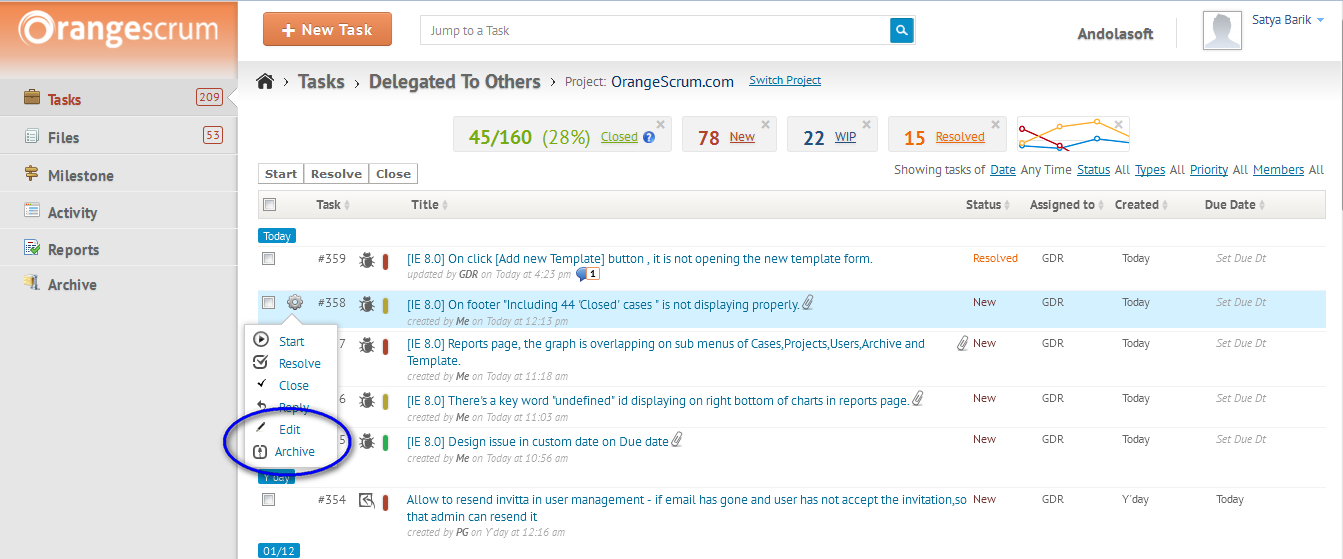 Orangescrum
+ New Task
Jump to a Task
Andolasoft
Satya Barik
Tasks 209
Files 53
Milestone
Activity
Reports
Archive
> Tasks > Delegated To Others > Project: OrangeScrum.com Switch Project
45/160 (28%) Closed ?
78 New
22 WIP
15 Resolved
Start Resolve Close
Showing tasks of Date Any Time Status All Types All Priority All Members All
Task Title Status Assigned to Created Due Date
Today
#359 [IE 8.0] On click [Add new Template] button , it is not opening the new template form. Resolved GDR Today Set Due Dt
updated by GDR on Today at 4:23 pm 1
#358 [IE 8.0] On footer "Including 44 'Closed' cases " is not displaying properly. New GDR Today Set Due Dt
created by Me on Today at 12:13 pm
7 [IE 8.0] Reports page, the graph is overlapping on sub menus of Cases,Projects,Users,Archive and New GDR Today Set Due Dt
Template.
created by Me on Today at 11:18 am
6 [IE 8.0] There's a key word "undefined" id displaying on right bottom of charts in reports page. New GDR Today Set Due Dt
created by Me on Today at 11:03 am
5 [IE 8.0] Design issue in custom date on Due date New GDR Today Set Due Dt
created by Me on Today at 10:56 am
Start
Resolve
Close
Reply
Edit
Archive
Y'day
#354 Allow to resend invitta in user management - if email has gone and user has not accept the invitation,so New GDR Y'day Today
that admin can resend it
created by PG on Y'day at 12:16 am
01/12